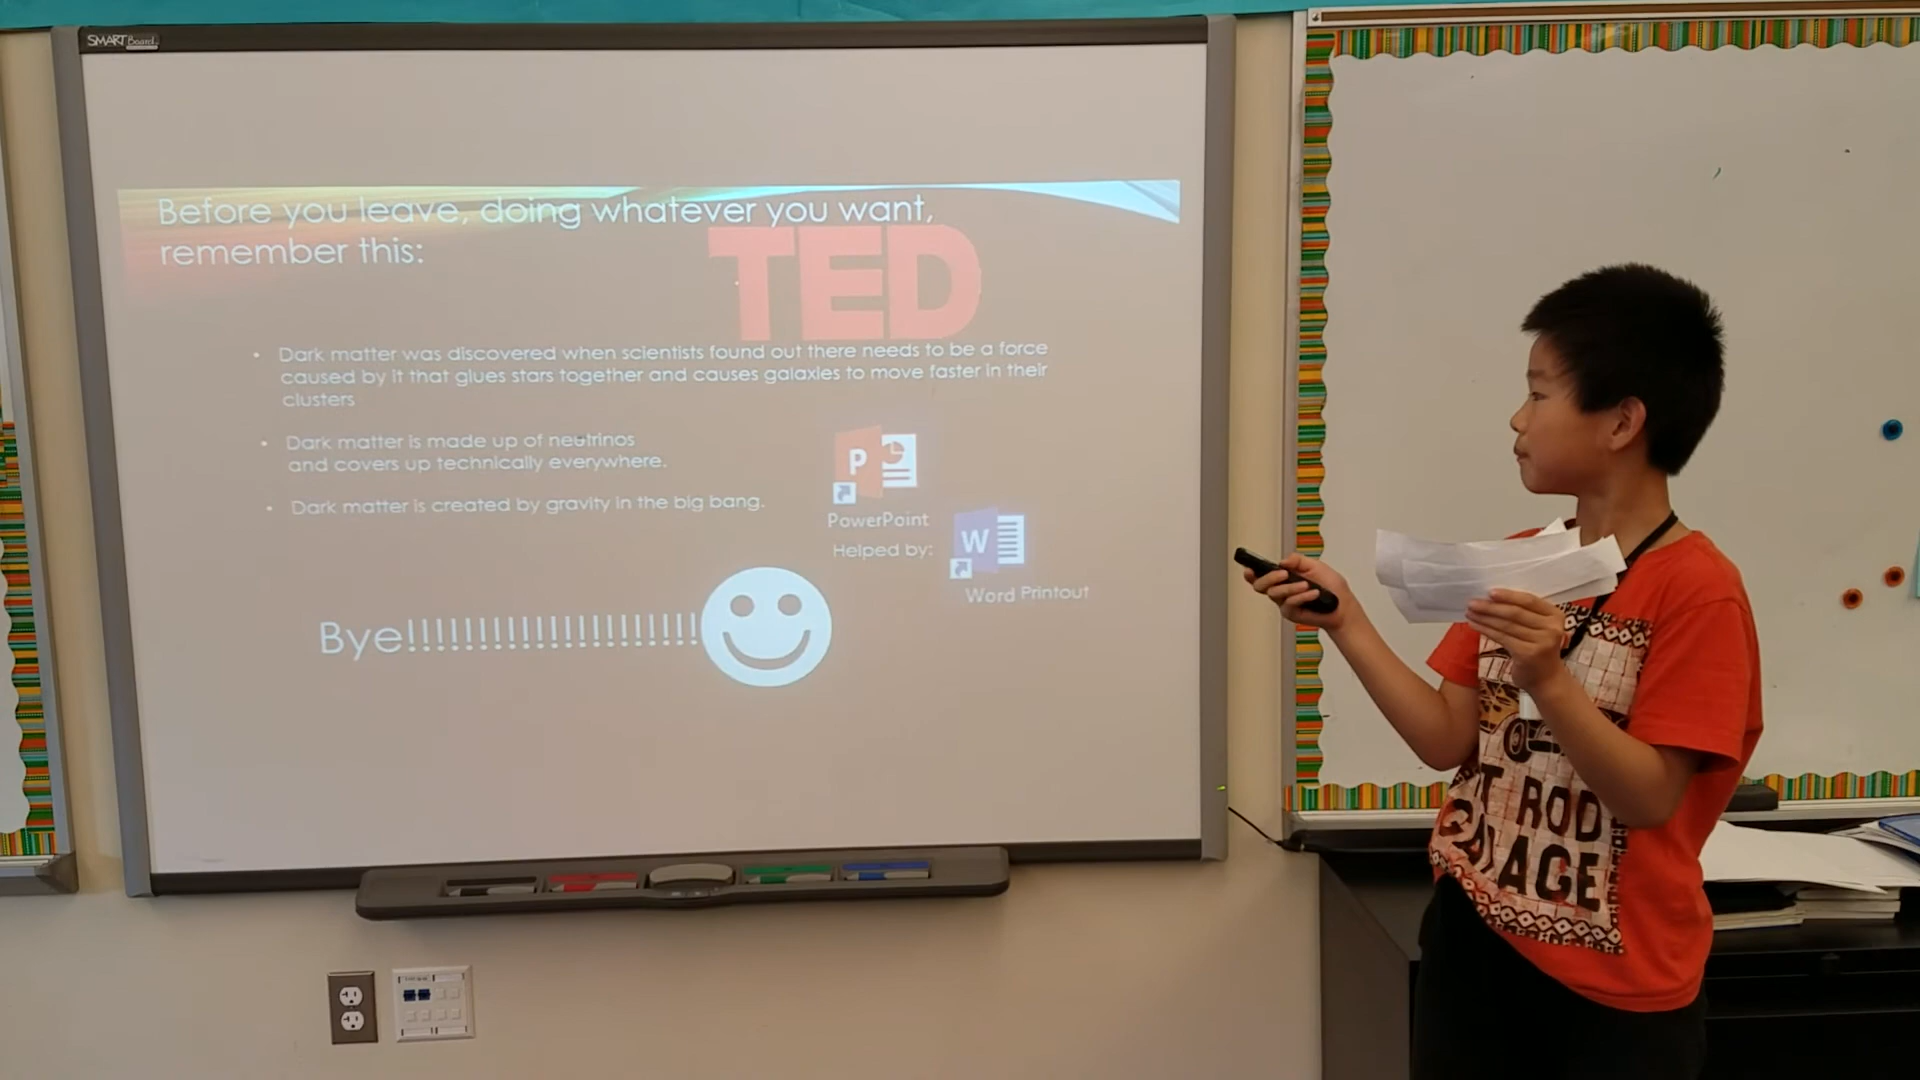 SMART Board
Before you leave, doing whatever you want,
remember this:
TED
• Dark matter was discovered when scientists found out there needs to be a force
caused by it that glues stars together and causes galaxies to move faster in their
clusters
• Dark matter is made up of neutrinos
and covers up technically everywhere.
• Dark matter is created by gravity in the big bang.
P
PowerPoint
Helped by:
W
Word Printout
Bye!!!!!!!!!!!!!!!!!!!!!
ROD
AGE